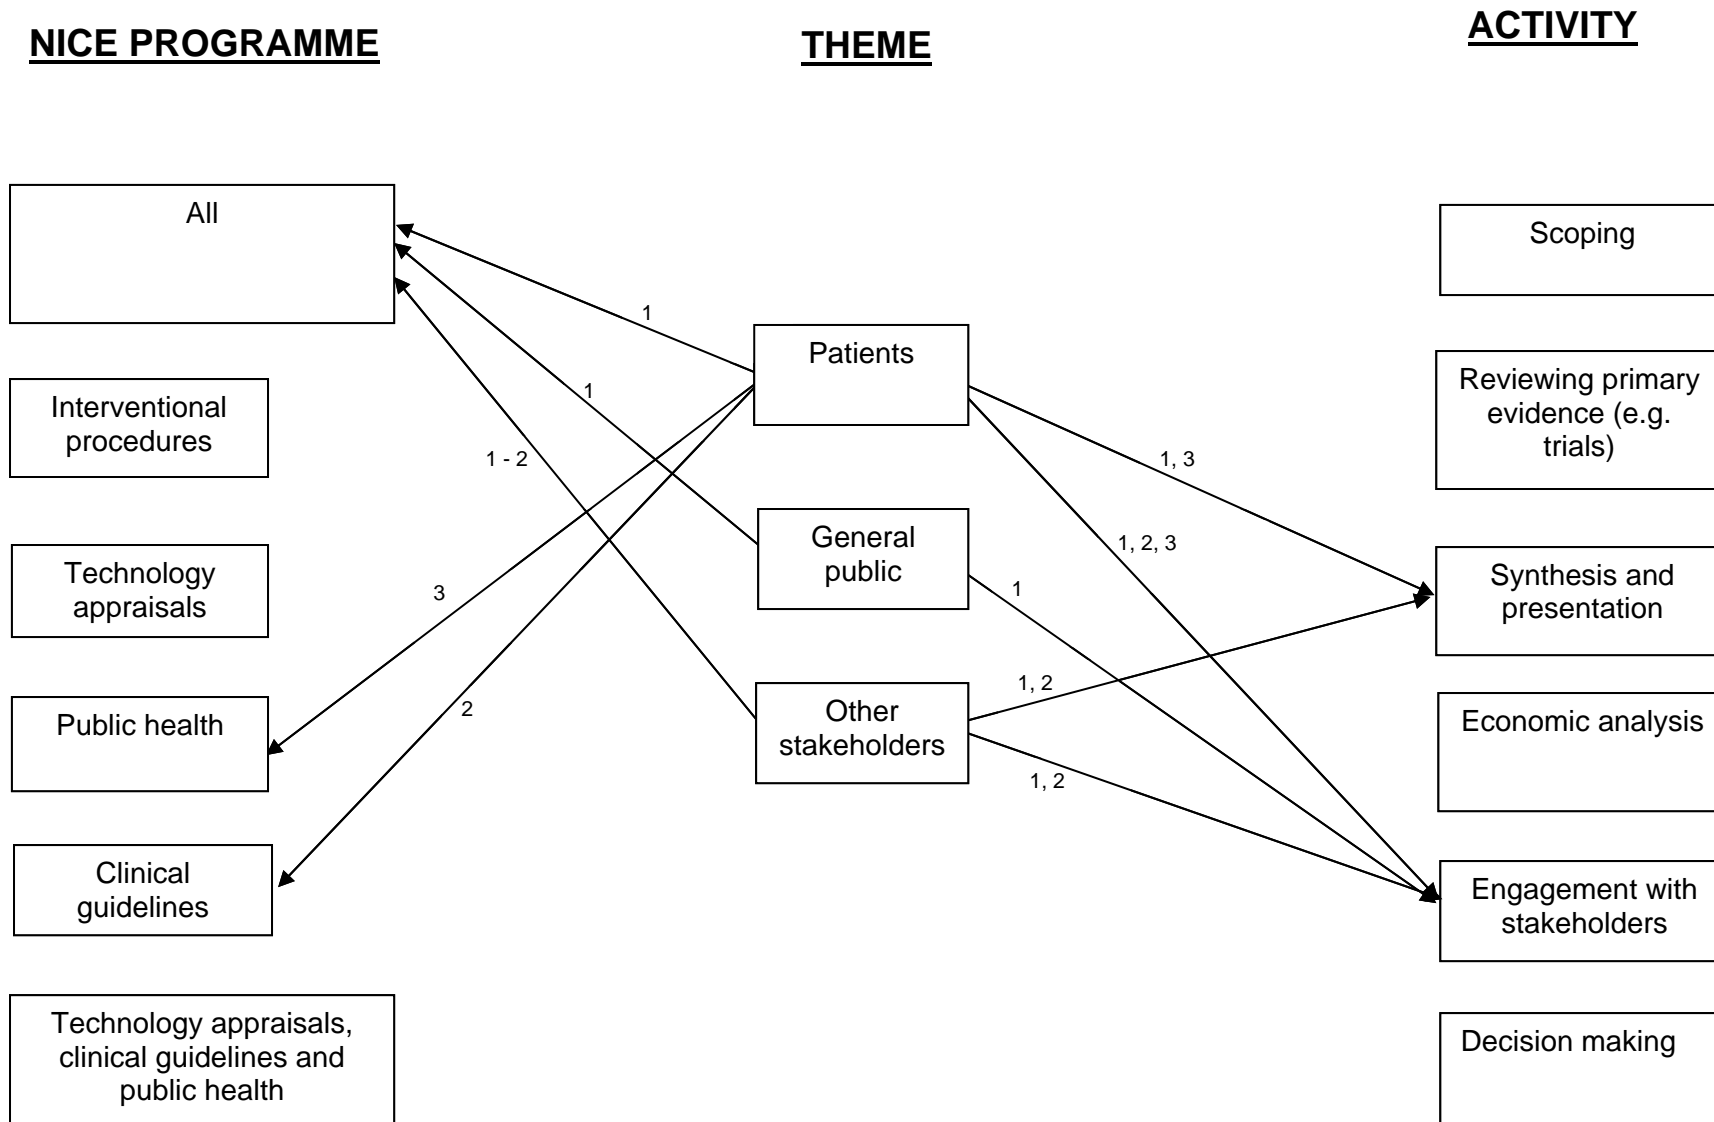 NICE PROGRAMME
THEME
ACTIVITY
All
Interventional
procedures
Technology
appraisals
Public health
Clinical
guidelines
Technology appraisals,
clinical guidelines and
public health
1
1
1 - 2
3
2
Patients
General
public
Other
stakeholders
1, 3
1, 2, 3
1
1, 2
1, 2
Scoping
Reviewing primary
evidence (e.g.
trials)
Synthesis and
presentation
Economic analysis
Engagement with
stakeholders
Decision making